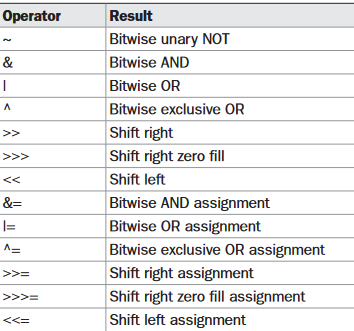 Operator Result
~ Bitwise unary NOT
& Bitwise AND
| Bitwise OR
^ Bitwise exclusive OR
>> Shift right
>>> Shift right zero fill
<< Shift left
&= Bitwise AND assignment
|= Bitwise OR assignment
^= Bitwise exclusive OR assignment
>>= Shift right assignment
>>>= Shift right zero fill assignment
<<= Shift left assignment